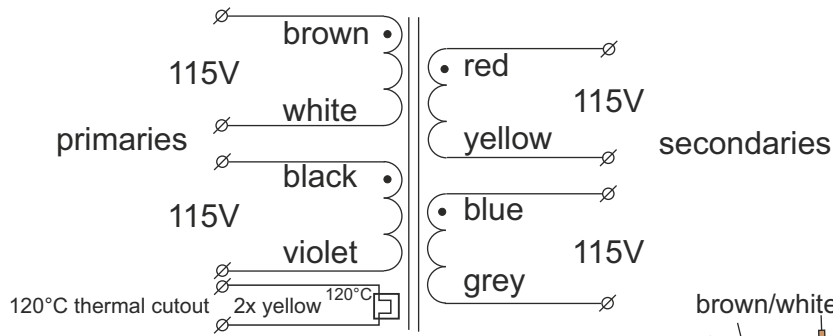 brown
115V
white
primaries
black
115V
violet
120°C thermal cutout 2x yellow 120°C
red
115V
yellow
secondaries
blue
115V
grey
brown/white